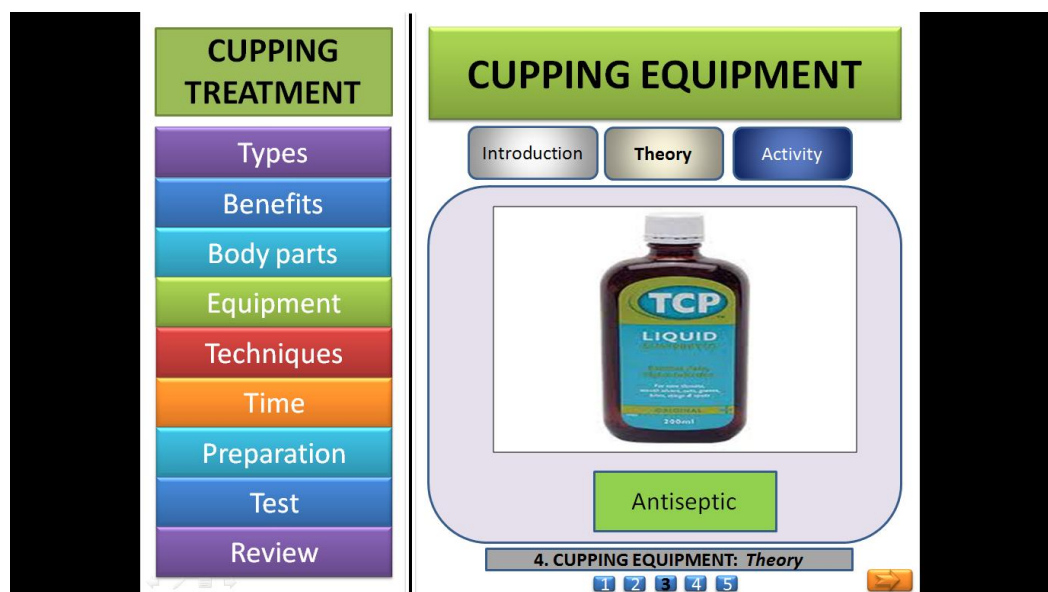 CUPPING
TREATMENT
Types
Benefits
Body parts
Equipment
Techniques
Time
Preparation
Test
Review
CUPPING EQUIPMENT
Introduction
Theory
Activity
TCP
LIQUID
ORIGINAL
200ml
Antiseptic
4. CUPPING EQUIPMENT: Theory
1 2 3 4 5